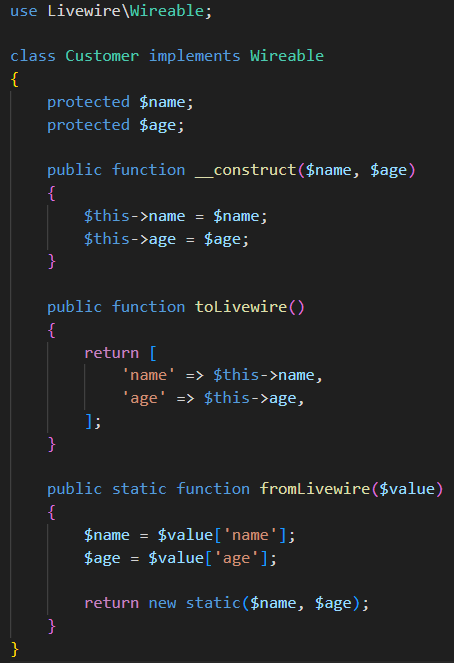 use Livewire\Wireable;

class Customer implements Wireable
{
    protected $name;
    protected $age;

    public function __construct($name, $age)
    {
        $this->name = $name;
        $this->age = $age;
    }

    public function toLivewire()
    {
        return [
            'name' => $this->name,
            'age' => $this->age,
        ];
    }

    public static function fromLivewire($value)
    {
        $name = $value['name'];
        $age = $value['age'];

        return new static($name, $age);
    }
}